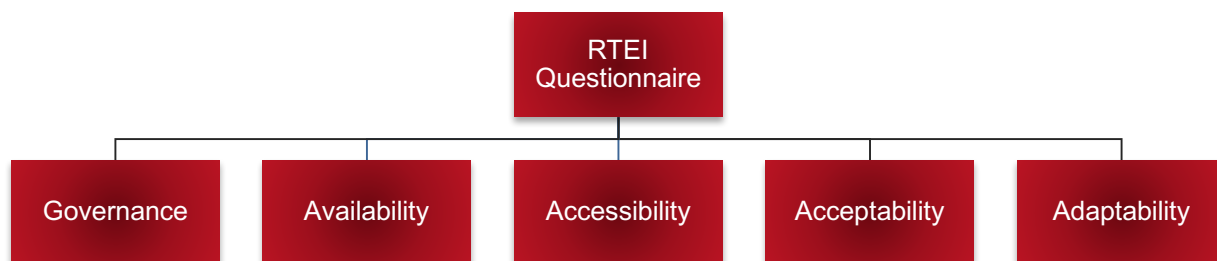 RTEI
Questionnaire
Governance
Availability
Accessibility
Acceptability
Adaptability